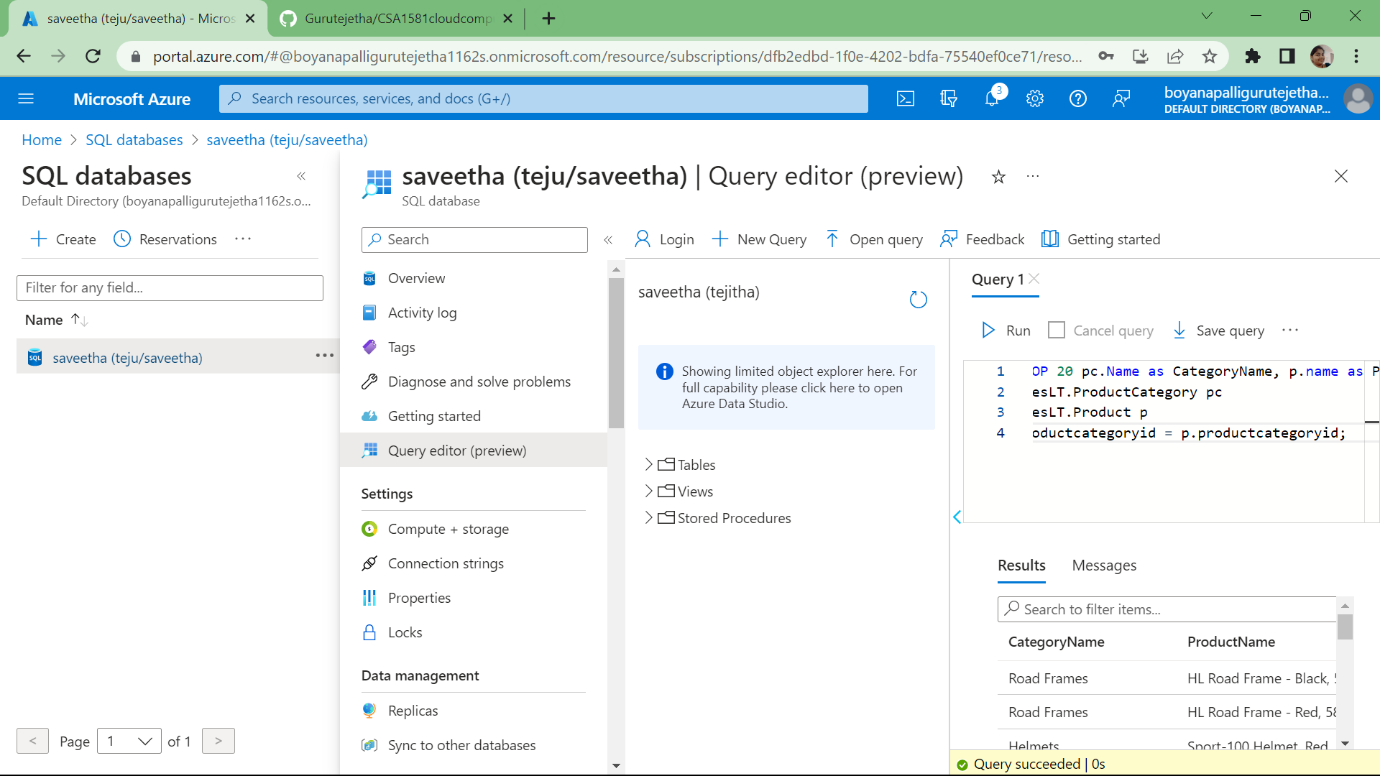 saveetha (teju/saveetha) - Micros
Gurutejetha/CSA1581cloudcomp
portal.azure.com/#@boyanapalligurutejetha1162s.onmicrosoft.com/resource/subscriptions/dfb2edbd-1f0e-4202-bdfa-75540ef0ce71/reso...
Microsoft Azure
Search resources, services, and docs (G+/)
3
boyanapalligurutejetha...
DEFAULT DIRECTORY (BOYANAP...
Home > SQL databases > saveetha (teju/saveetha)
SQL databases
Default Directory (boyanapalligurutejetha1162s.o...
Create
Reservations
Filter for any field...
Name
saveetha (teju/saveetha)
Page 1 of 1
saveetha (teju/saveetha) | Query editor (preview)
SQL database
Search
Overview
Activity log
Tags
Diagnose and solve problems
Getting started
Query editor (preview)
Settings
Compute + storage
Connection strings
Properties
Locks
Data management
Replicas
Sync to other databases
Login
New Query
Open query
Feedback
Getting started
saveetha (tejitha)
Showing limited object explorer here. For
full capability please click here to open
Azure Data Studio.
Tables
Views
Stored Procedures
Query 1
Run
Cancel query
Save query
1 OP 20 pc.Name as CategoryName, p.name as P
2 esLT.ProductCategory pc
3 esLT.Product p
4 oductcategoryid = p.productcategoryid;
Results
Messages
Search to filter items...
CategoryName ProductName
Road Frames HL Road Frame - Black, 5
Road Frames HL Road Frame - Red, 58
Helmets Sport-100 Helmet, Red
Query succeeded | 0s